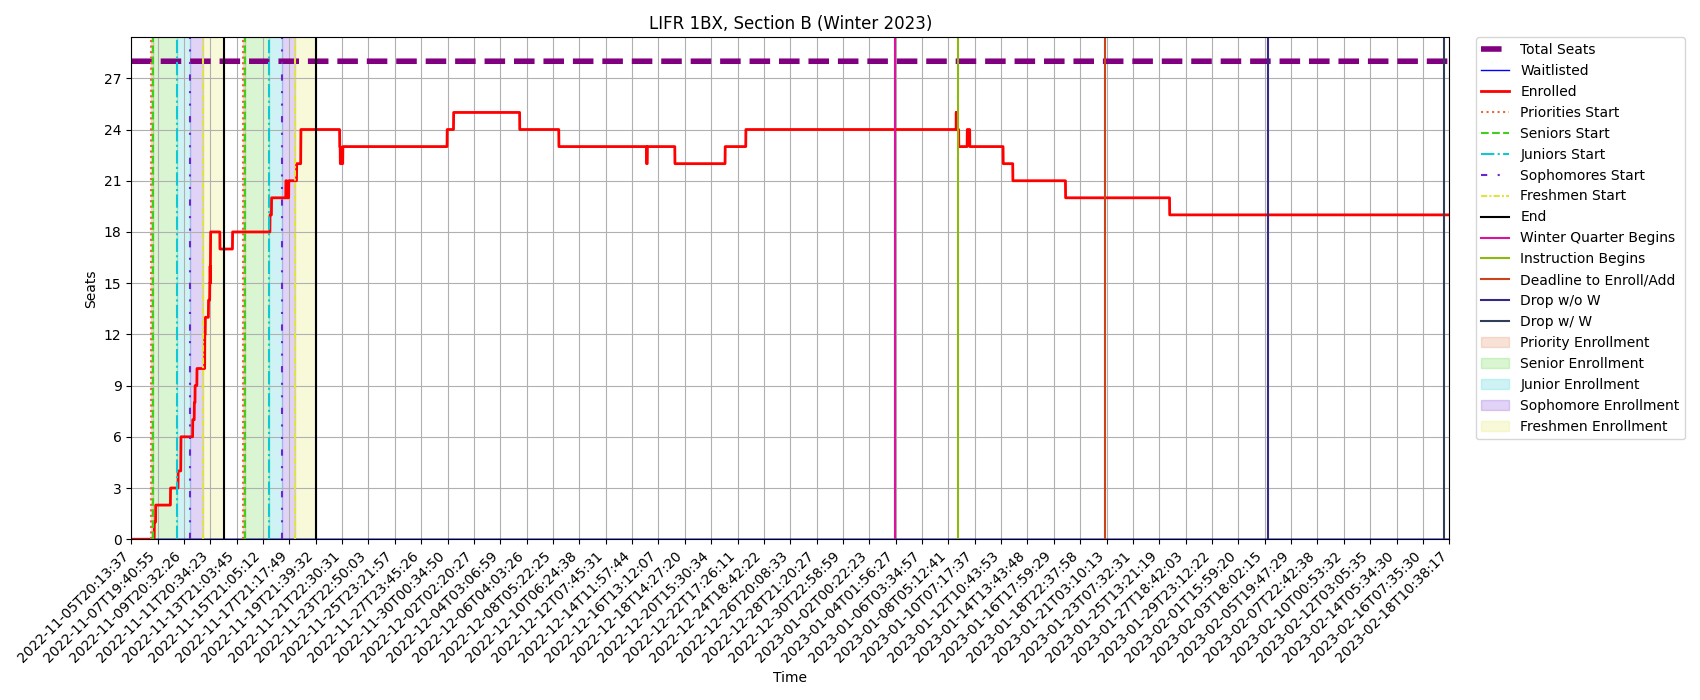 LIFR 1BX, Section B (Winter 2023)
Seats
27
24
21
18
15
12
9
6
3
0
2022-11-05T20:13:37
2022-11-07T19:40:55
2022-11-09T20:32:26
2022-11-11T20:34:23
2022-11-13T21:03:45
2022-11-15T21:05:12
2022-11-17T21:17:49
2022-11-19T21:39:32
2022-11-21T22:30:31
2022-11-23T22:50:03
2022-11-25T23:21:57
2022-11-27T23:45:26
2022-11-30T00:34:50
2022-12-02T02:20:27
2022-12-04T03:06:59
2022-12-06T04:03:26
2022-12-08T05:22:25
2022-12-10T06:24:38
2022-12-12T07:45:31
2022-12-14T11:57:44
2022-12-16T13:12:07
2022-12-18T14:27:20
2022-12-20T15:30:34
2022-12-22T17:26:11
2022-12-24T18:42:22
2022-12-26T20:08:33
2022-12-28T21:20:27
2022-12-30T22:58:59
2023-01-02T00:22:23
2023-01-04T01:56:27
2023-01-06T03:34:57
2023-01-08T05:12:41
2023-01-10T07:17:37
2023-01-12T10:43:53
2023-01-14T13:43:48
2023-01-16T17:59:29
2023-01-18T22:37:58
2023-01-21T03:10:13
2023-01-23T07:32:31
2023-01-25T13:21:19
2023-01-27T18:42:03
2023-01-29T23:12:22
2023-02-01T15:59:20
2023-02-03T18:02:15
2023-02-05T19:47:29
2023-02-07T22:42:38
2023-02-10T00:53:32
2023-02-12T03:05:35
2023-02-14T05:34:30
2023-02-16T07:35:30
2023-02-18T10:38:17
Time
Total Seats
Waitlisted
Enrolled
Priorities Start
Seniors Start
Juniors Start
Sophomores Start
Freshmen Start
End
Winter Quarter Begins
Instruction Begins
Deadline to Enroll/Add
Drop w/o W
Drop w/ W
Priority Enrollment
Senior Enrollment
Junior Enrollment
Sophomore Enrollment
Freshmen Enrollment